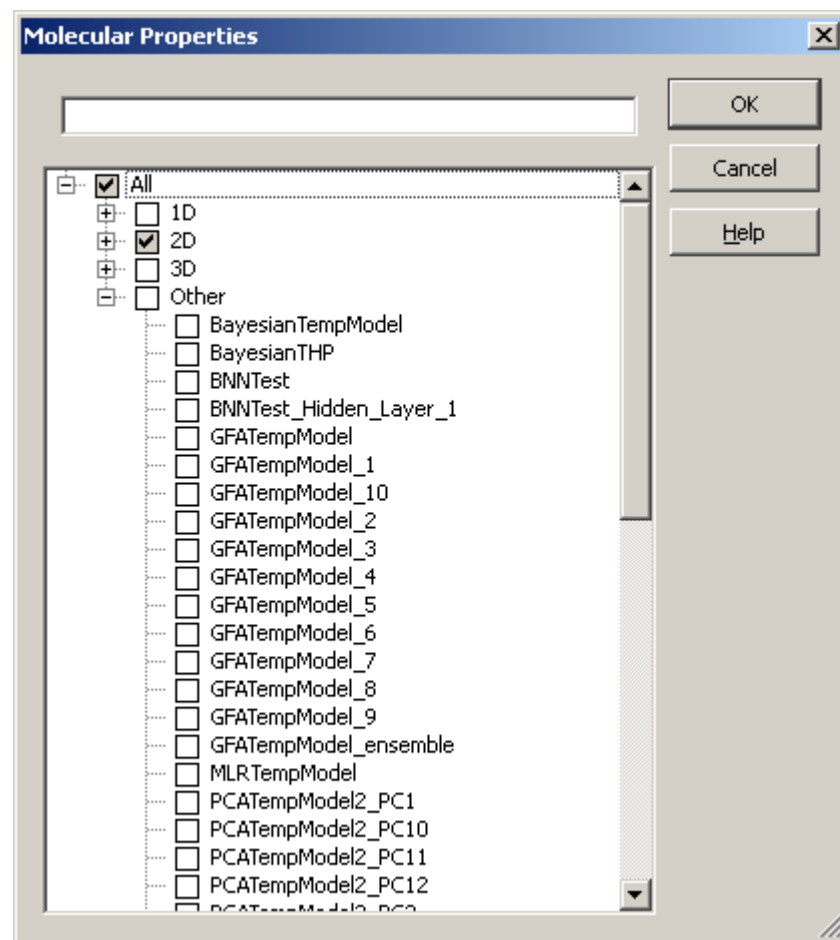 Molecular Properties
OK
Cancel
Help
All
1D
2D
3D
Other
BayesianTempModel
BayesianTHP
BNNTest
BNNTest_Hidden_Layer_1
GFATempModel
GFATempModel_1
GFATempModel_10
GFATempModel_2
GFATempModel_3
GFATempModel_4
GFATempModel_5
GFATempModel_6
GFATempModel_7
GFATempModel_8
GFATempModel_9
GFATempModel_ensemble
MLRTempModel
PCATempModel2_PC1
PCATempModel2_PC10
PCATempModel2_PC11
PCATempModel2_PC12